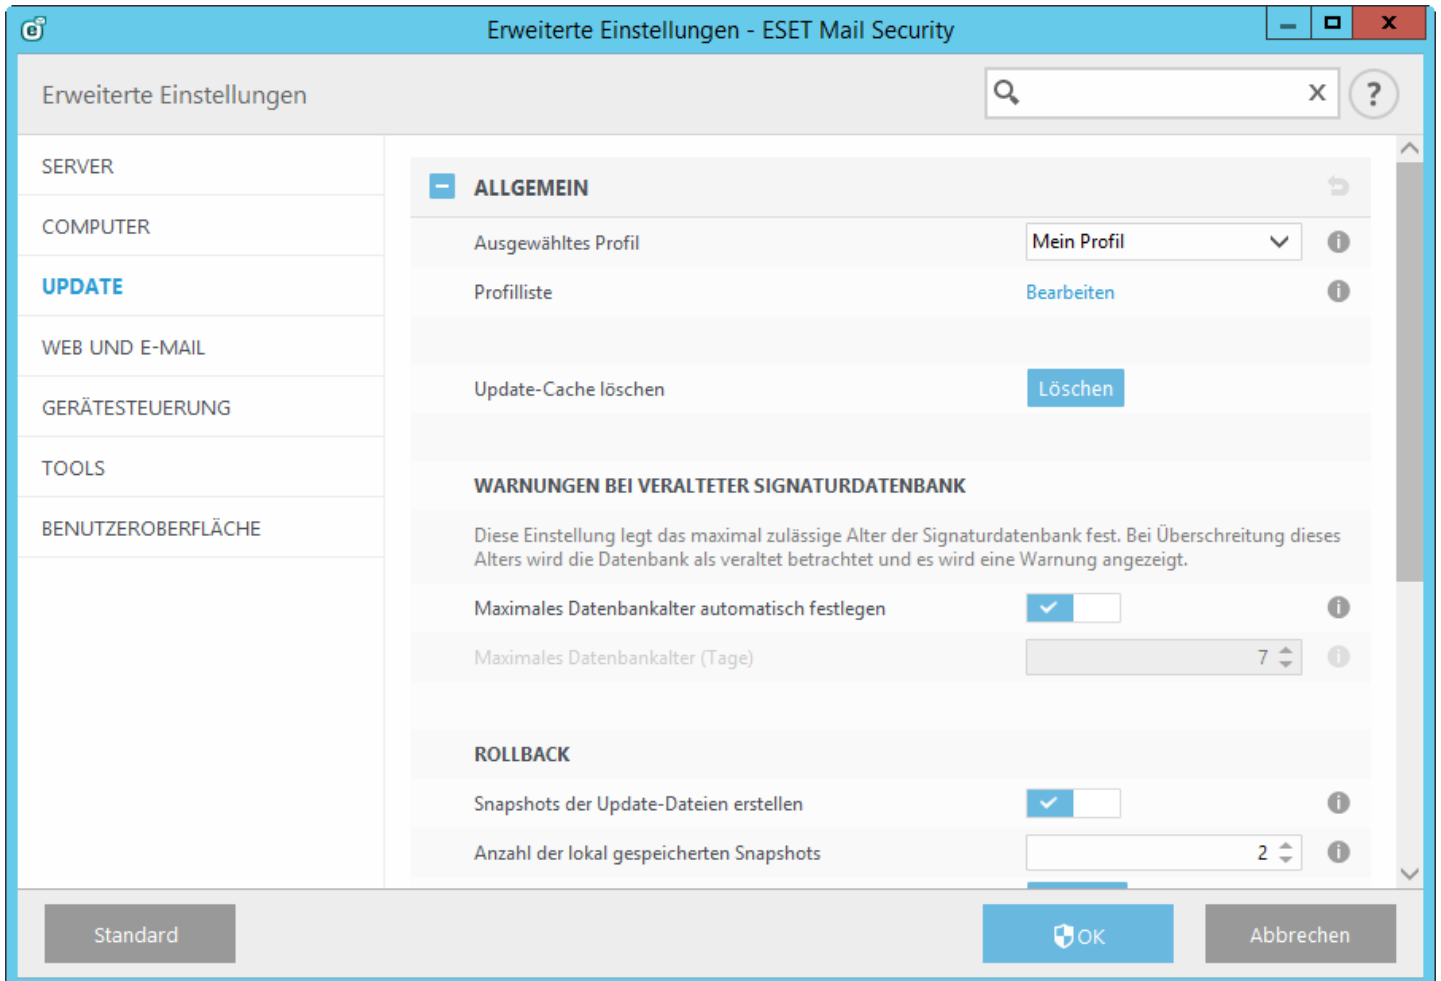 Erweiterte Einstellungen - ESET Mail Security
Erweiterte Einstellungen
SERVER
COMPUTER
UPDATE
WEB UND E-MAIL
GERÄTESTEUERUNG
TOOLS
BENUTZEROBERFLÄCHE
ALLGEMEIN
Ausgewähltes Profil Mein Profil
Profilliste Bearbeiten
Update-Cache löschen Löschen
WARNUNGEN BEI VERALTETER SIGNATURDATENBANK
Diese Einstellung legt das maximal zulässige Alter der Signaturdatenbank fest. Bei Überschreitung dieses
Alters wird die Datenbank als veraltet betrachtet und es wird eine Warnung angezeigt.
Maximales Datenbankalter automatisch festlegen
Maximales Datenbankalter (Tage) 7
ROLLBACK
Snapshots der Update-Dateien erstellen
Anzahl der lokal gespeicherten Snapshots 2
Standard OK Abbrechen